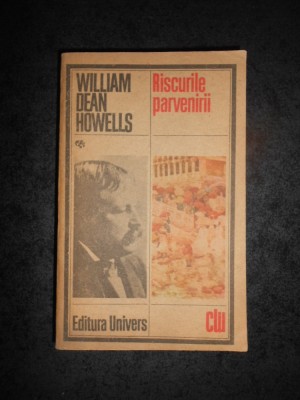 WILLIAM
DEAN
HOWELLS
Riscurile
parvenirii
Editura Univers
clu